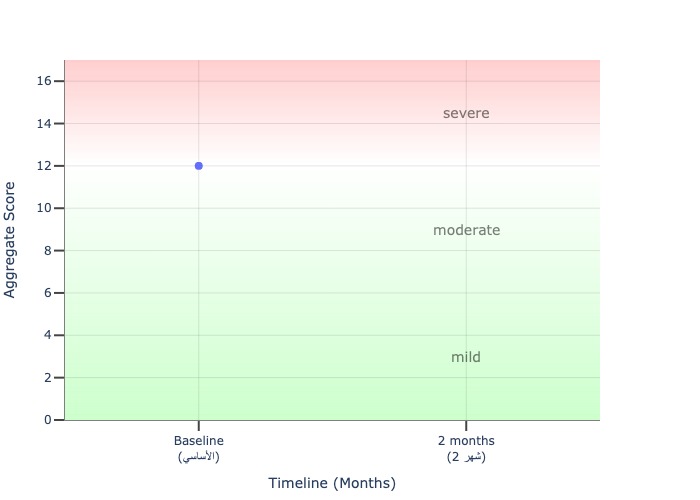 Aggregate Score
16
14
12
10
8
6
4
2
0
severe
moderate
mild
Baseline
(الأساسي)
2 months
(2 شهر)
Timeline (Months)